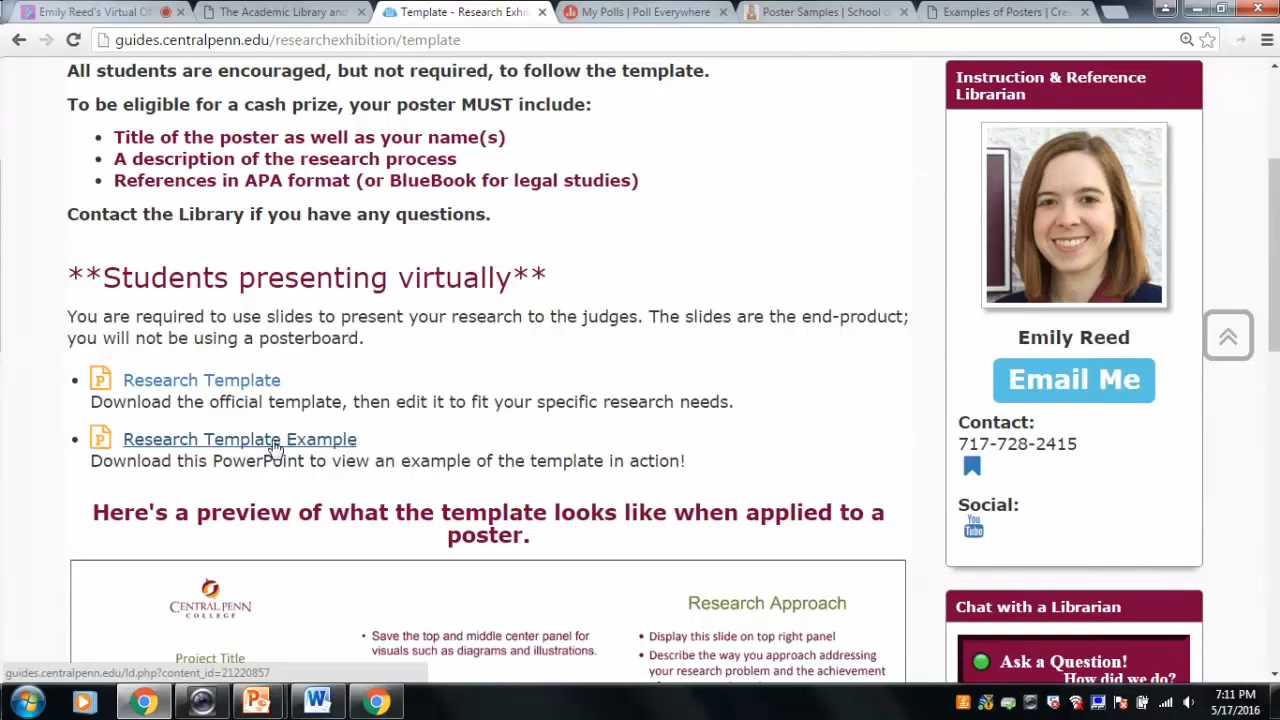 Emily Reed's Virtual Of
The Academic Library and
Template - Research Exhib
My Polls | Poll Everywhere
Poster Samples | School o
Examples of Posters | Cre
guides.centralpenn.edu/researchexhibition/template
All students are encouraged, but not required, to follow the template.
To be eligible for a cash prize, your poster MUST include:
• Title of the poster as well as your name(s)
• A description of the research process
• References in APA format (or BlueBook for legal studies)
Contact the Library if you have any questions.
**Students presenting virtually**
You are required to use slides to present your research to the judges. The slides are the end-product;
you will not be using a posterboard.
• Research Template
Download the official template, then edit it to fit your specific research needs.
• Research Template Example
Download this PowerPoint to view an example of the template in action!
Here's a preview of what the template looks like when applied to a
poster.
CENTRAL PENN
COLLEGE
Project Title
• Save the top and middle center panel for
visuals such as diagrams and illustrations.
Research Approach
• Display this slide on top right panel
• Describe the way you approach addressing
your research problem and the achievement
Instruction & Reference
Librarian
Emily Reed
Email Me
Contact:
717-728-2415
Social:
You
Tube
Chat with a Librarian
Ask a Question!
How did we do?
guides.centralpenn.edu/ld.php?content_id=21220857
7:11 PM
5/17/2016